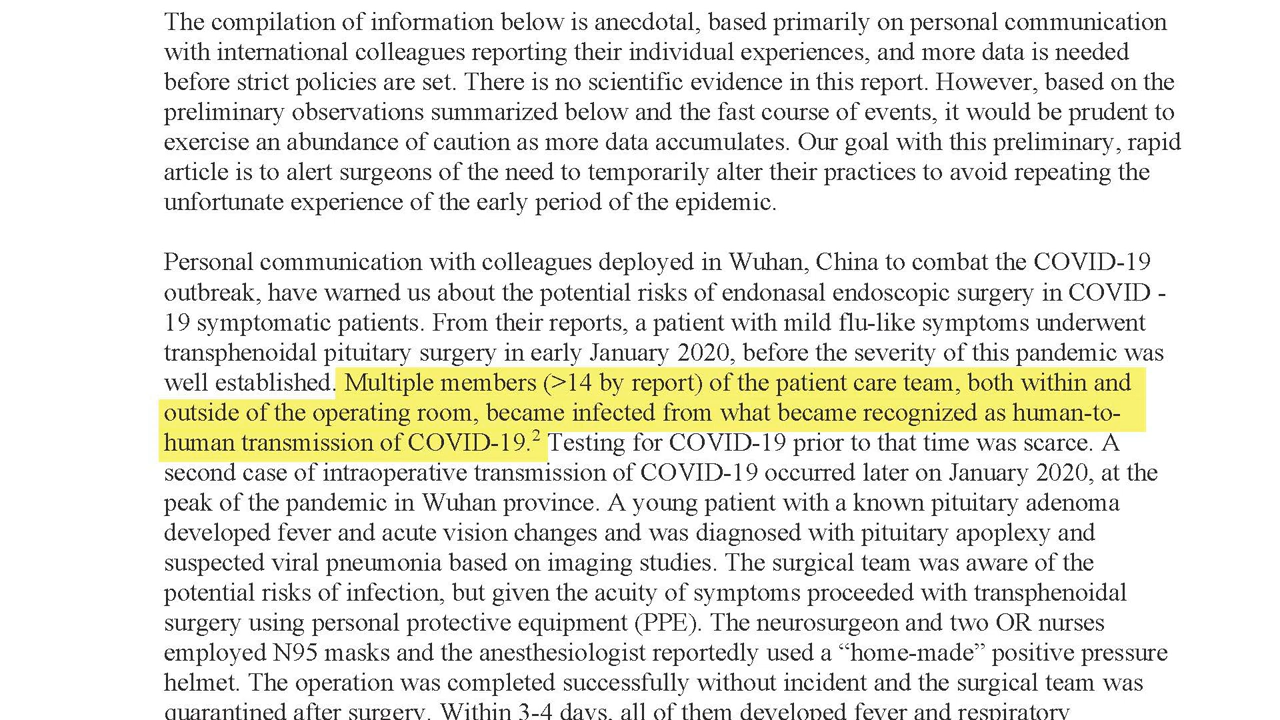 The compilation of information below is anecdotal, based primarily on personal communication
with international colleagues reporting their individual experiences, and more data is needed
before strict policies are set. There is no scientific evidence in this report. However, based on the
preliminary observations summarized below and the fast course of events, it would be prudent to
exercise an abundance of caution as more data accumulates. Our goal with this preliminary, rapid
article is to alert surgeons of the need to temporarily alter their practices to avoid repeating the
unfortunate experience of the early period of the epidemic.
Personal communication with colleagues deployed in Wuhan, China to combat the COVID-19
outbreak, have warned us about the potential risks of endonasal endoscopic surgery in COVID -
19 symptomatic patients. From their reports, a patient with mild flu-like symptoms underwent
transphenoidal pituitary surgery in early January 2020, before the severity of this pandemic was
well established. Multiple members (>14 by report) of the patient care team, both within and
outside of the operating room, became infected from what became recognized as human-to-
human transmission of COVID-19.2 Testing for COVID-19 prior to that time was scarce. A
second case of intraoperative transmission of COVID-19 occurred later on January 2020, at the
peak of the pandemic in Wuhan province. A young patient with a known pituitary adenoma
developed fever and acute vision changes and was diagnosed with pituitary apoplexy and
suspected viral pneumonia based on imaging studies. The surgical team was aware of the
potential risks of infection, but given the acuity of symptoms proceeded with transphenoidal
surgery using personal protective equipment (PPE). The neurosurgeon and two OR nurses
employed N95 masks and the anesthesiologist reportedly used a “home-made” positive pressure
helmet. The operation was completed successfully without incident and the surgical team was
quarantined after surgery. Within 3-4 days, all of them developed fever and respiratory